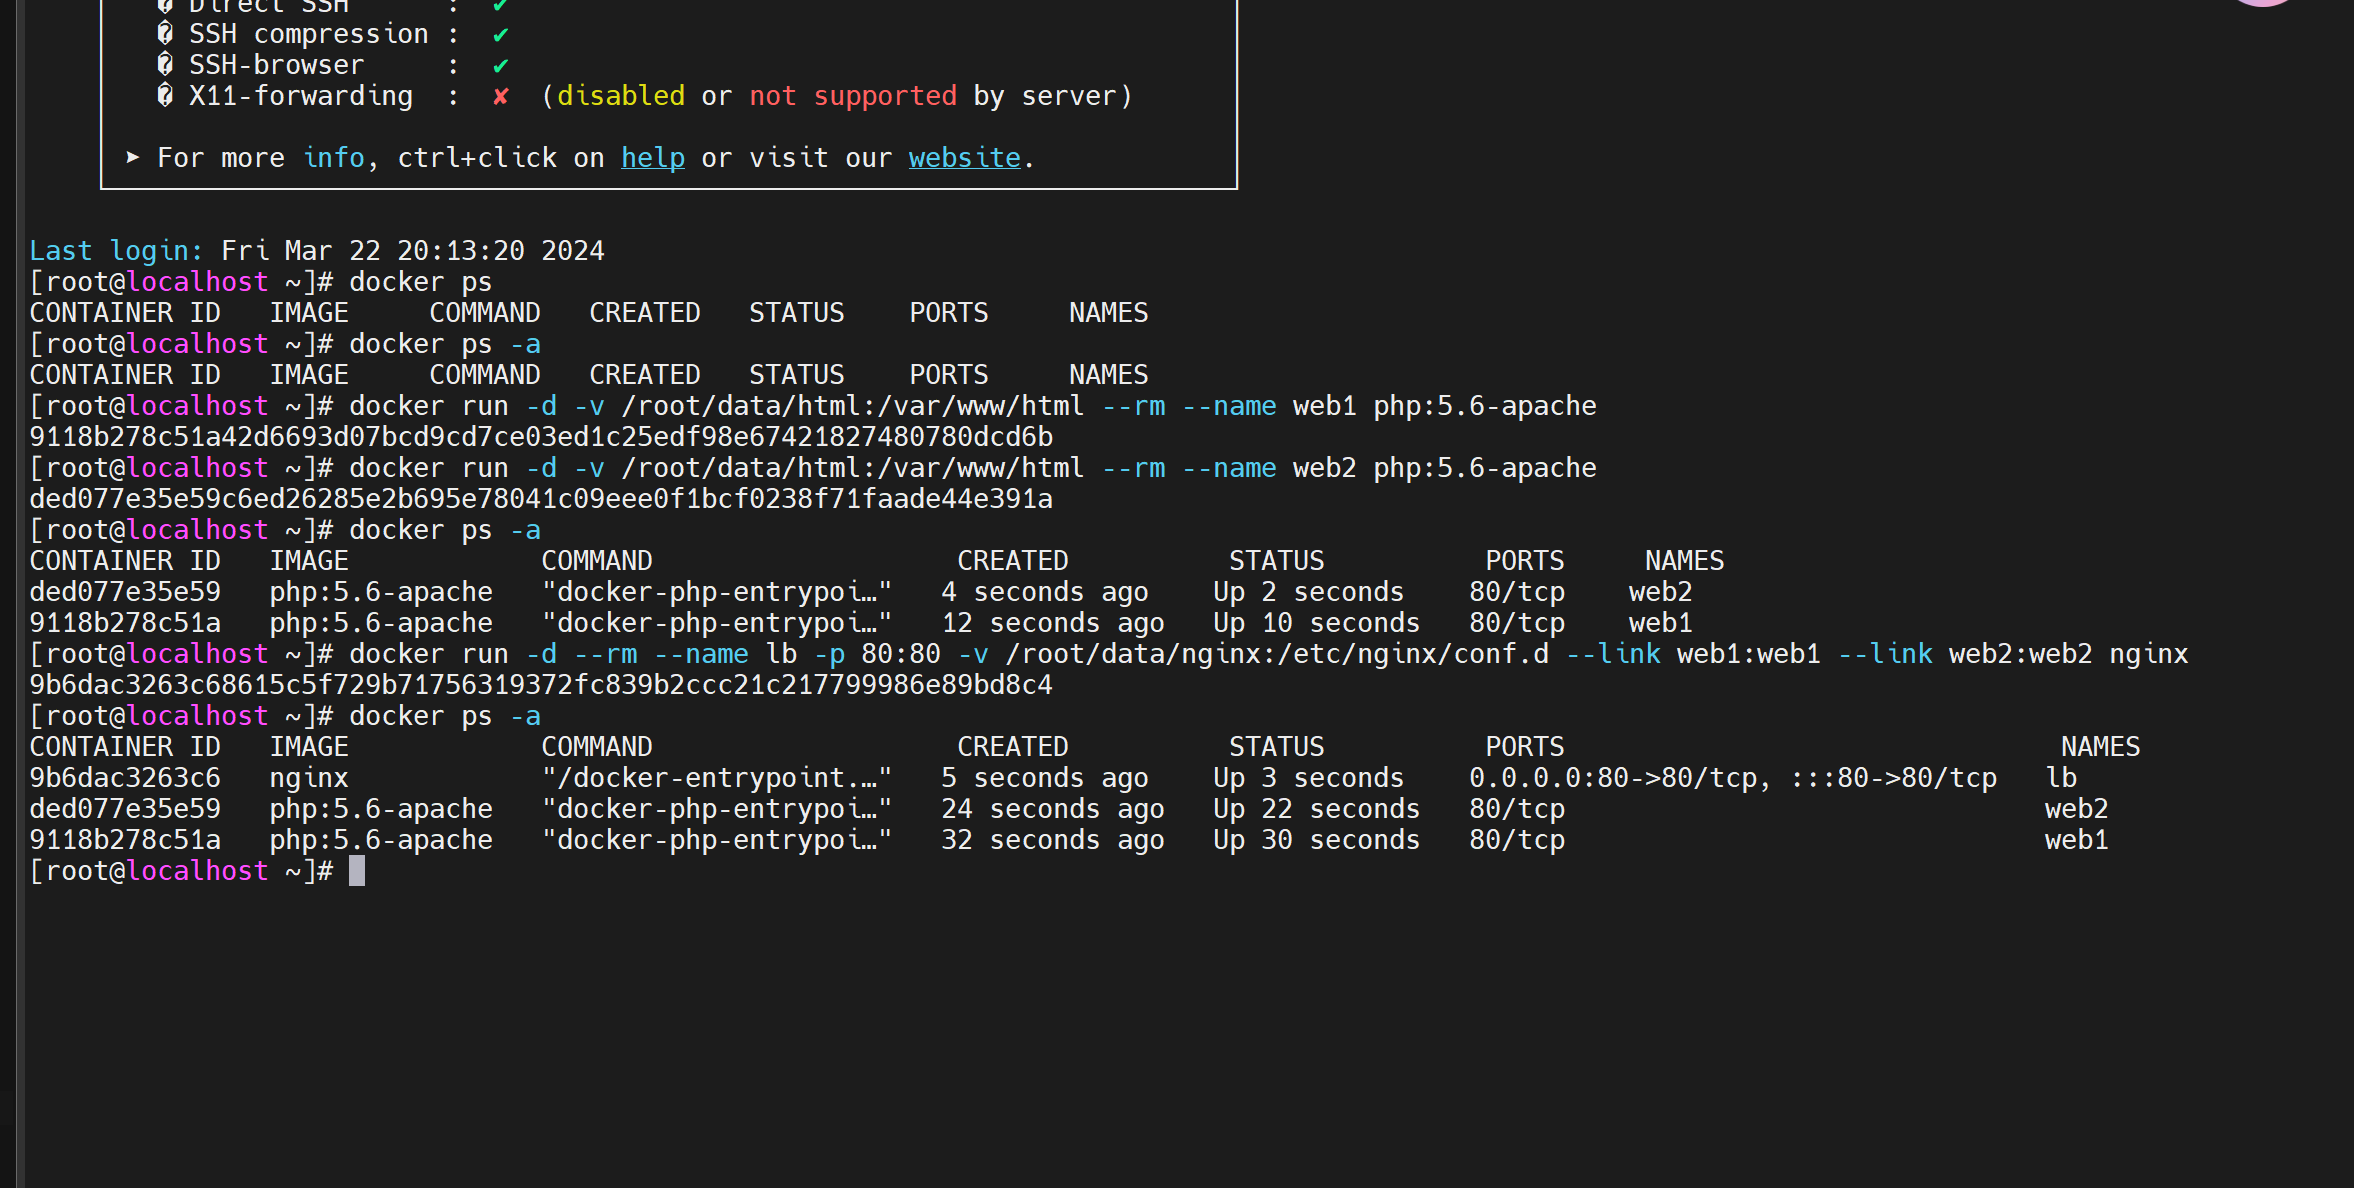 � Direct SSH      :  ✔
� SSH compression :  ✔
� SSH-browser     :  ✔
� X11-forwarding  :  ✘  (disabled or not supported by server)
➤ For more info, ctrl+click on help or visit our website.
Last login: Fri Mar 22 20:13:20 2024
[root@localhost ~]# docker ps
CONTAINER ID   IMAGE     COMMAND   CREATED   STATUS    PORTS     NAMES
[root@localhost ~]# docker ps -a
CONTAINER ID   IMAGE     COMMAND   CREATED   STATUS    PORTS     NAMES
[root@localhost ~]# docker run -d -v /root/data/html:/var/www/html --rm --name web1 php:5.6-apache
9118b278c51a42d6693d07bcd9cd7ce03ed1c25edf98e67421827480780dcd6b
[root@localhost ~]# docker run -d -v /root/data/html:/var/www/html --rm --name web2 php:5.6-apache
ded077e35e59c6ed26285e2b695e78041c09eee0f1bcf0238f71faade44e391a
[root@localhost ~]# docker ps -a
CONTAINER ID   IMAGE            COMMAND                   CREATED          STATUS          PORTS     NAMES
ded077e35e59   php:5.6-apache   "docker-php-entrypoi…"   4 seconds ago    Up 2 seconds    80/tcp    web2
9118b278c51a   php:5.6-apache   "docker-php-entrypoi…"   12 seconds ago   Up 10 seconds   80/tcp    web1
[root@localhost ~]# docker run -d --rm --name lb -p 80:80 -v /root/data/nginx:/etc/nginx/conf.d --link web1:web1 --link web2:web2 nginx
9b6dac3263c68615c5f729b71756319372fc839b2ccc21c217799986e89bd8c4
[root@localhost ~]# docker ps -a
CONTAINER ID   IMAGE            COMMAND                   CREATED          STATUS          PORTS                               NAMES
9b6dac3263c6   nginx            "/docker-entrypoint.…"   5 seconds ago    Up 3 seconds    0.0.0.0:80->80/tcp, :::80->80/tcp   lb
ded077e35e59   php:5.6-apache   "docker-php-entrypoi…"   24 seconds ago   Up 22 seconds   80/tcp                              web2
9118b278c51a   php:5.6-apache   "docker-php-entrypoi…"   32 seconds ago   Up 30 seconds   80/tcp                              web1
[root@localhost ~]#